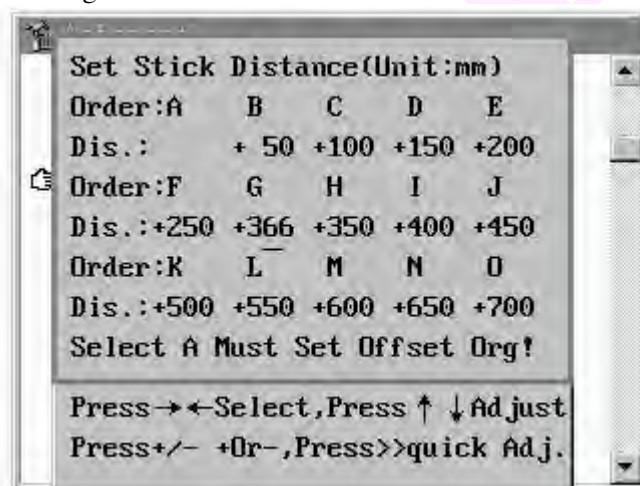 Set Stick Distance(Unit:mm)
Order:A B C D E
Dis.: + 50 +100 +150 +200
Order:F G H I J
Dis.:+250 +366 +350 +400 +450
Order:K L M N O
Dis.:+500 +550 +600 +650 +700
Select A Must Set Offset Org!
Press→←Select,Press↑↓Adjust
Press+/- +Or-,Press>>quick Adj.